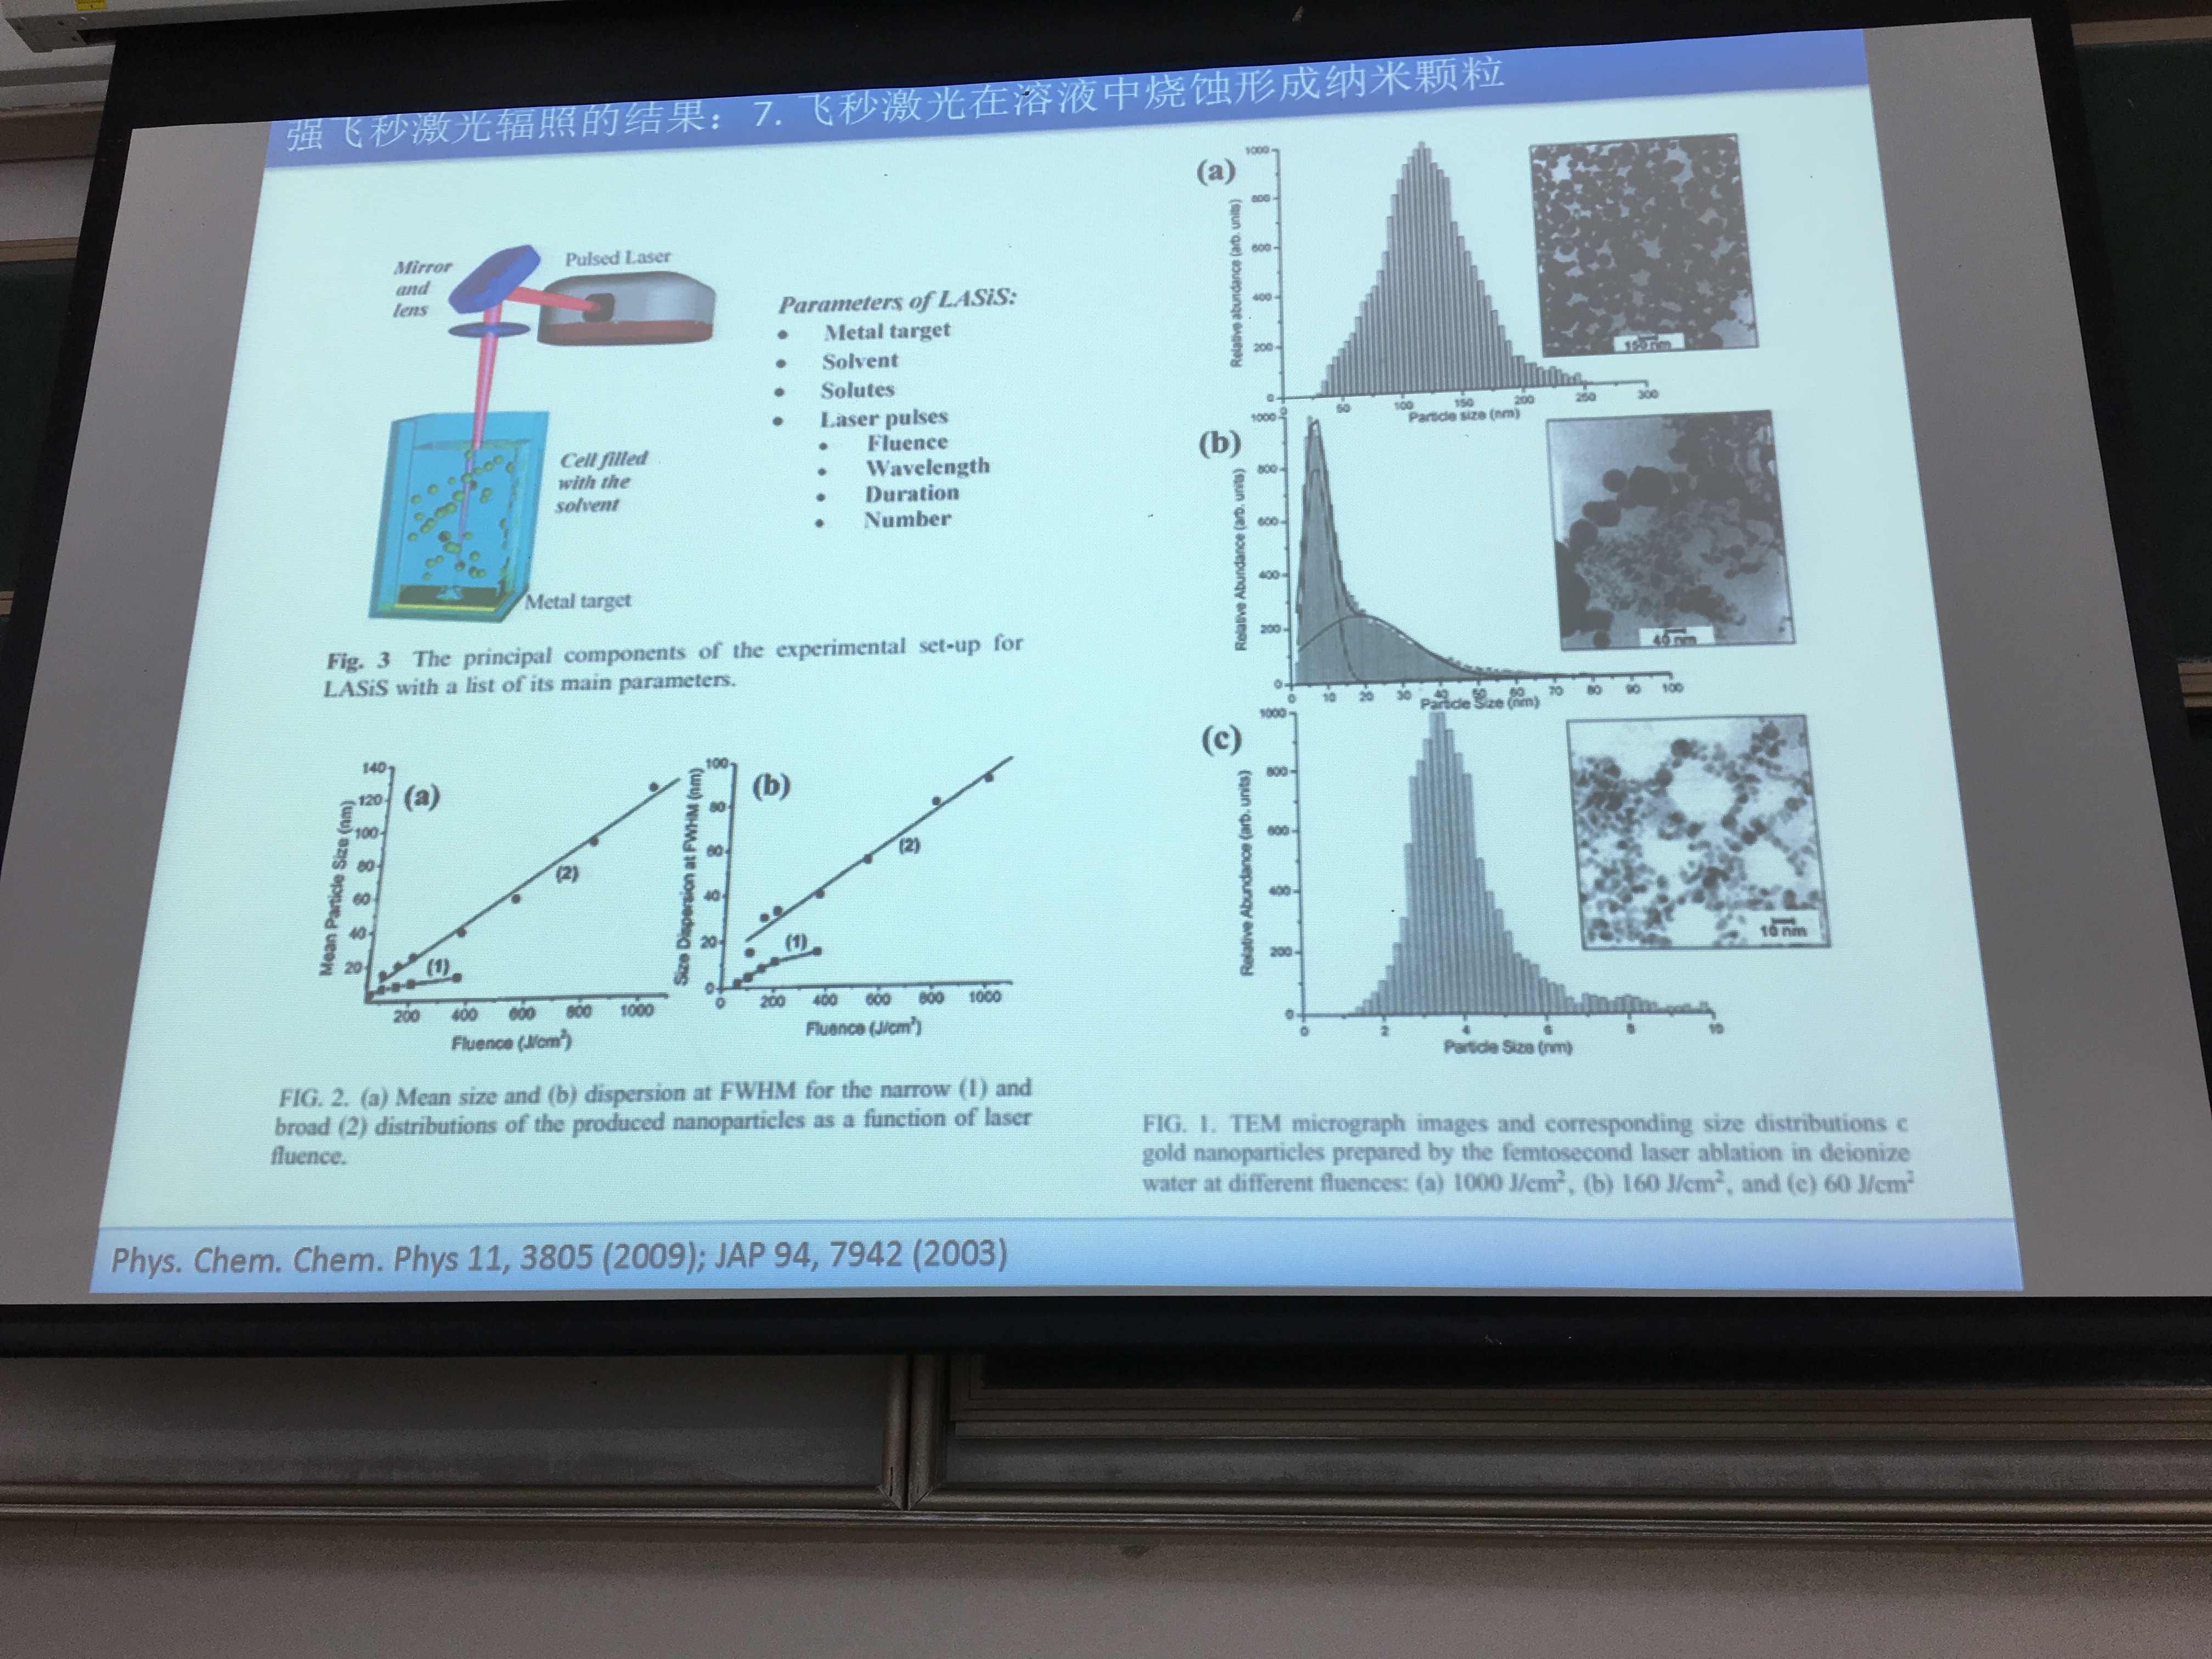 强飞秒激光辐照的结果：7. 飞秒激光在溶液中烧蚀形成纳米颗粒
Mirror
and
lens
Pulsed Laser
Cell filled
with the
solvent
Metal target
Parameters of LASiS:
• Metal target
• Solvent
• Solutes
• Laser pulses
• Fluence
• Wavelength
• Duration
• Number
Fig. 3 The principal components of the experimental set-up for
LASiS with a list of its main parameters.
(a)
Mean Particle Size (nm)
140
120
100
80
60
40
20
(2)
(1)
200 400 600 800 1000
Fluence (J/cm²)
(b)
Size Dispersion at FWHM (nm)
100
80
60
40
20
0
(2)
(1)
0 200 400 600 800 1000
Fluence (J/cm²)
FIG. 2. (a) Mean size and (b) dispersion at FWHM for the narrow (1) and
broad (2) distributions of the produced nanoparticles as a function of laser
fluence.
(a)
Relative abundance (arb. units)
1000
800
600
400
200
0
0 50 100 150 200 250 300
Particle size (nm)
150 nm
(b)
Relative Abundance (arb. units)
1000
800
600
400
200
0
0 10 20 30 40 50 60 70 80 90 100
Particle Size (nm)
40 nm
(c)
Relative Abundance (arb. units)
1000
800
600
400
200
0
0 2 4 6 8 10
Particle Size (nm)
10 nm
FIG. 1. TEM micrograph images and corresponding size distributions c
gold nanoparticles prepared by the femtosecond laser ablation in deionize
water at different fluences: (a) 1000 J/cm², (b) 160 J/cm², and (c) 60 J/cm²
Phys. Chem. Chem. Phys 11, 3805 (2009); JAP 94, 7942 (2003)